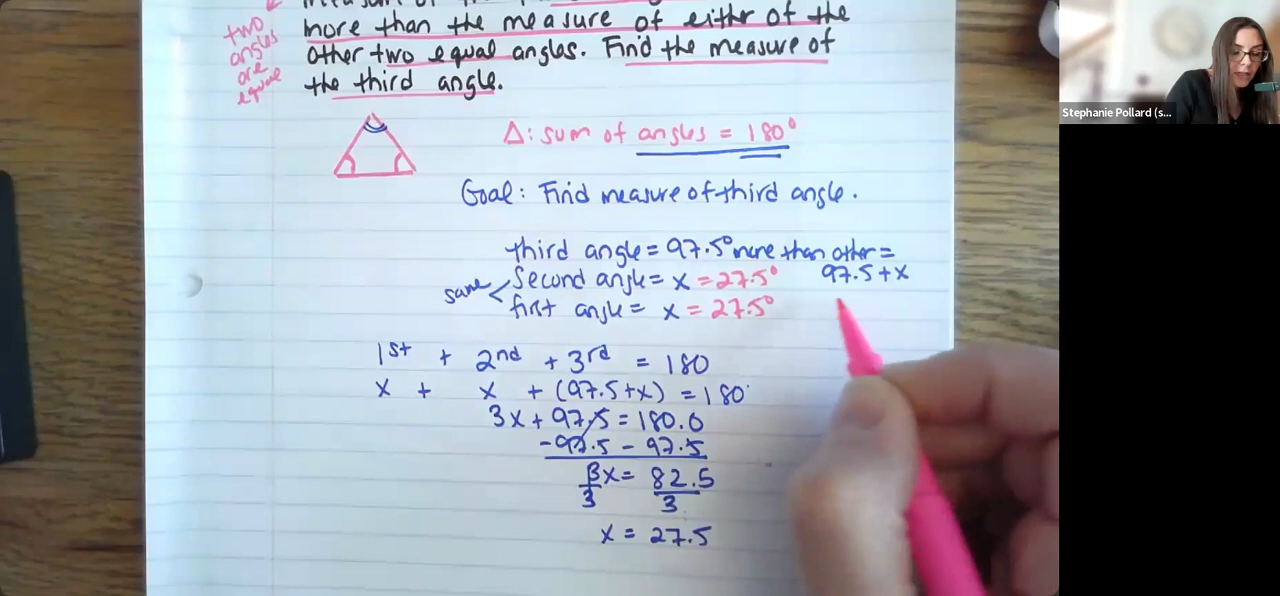 more than the measure of either of the
other two equal angles. Find the measure of
the third angle.
two
angles
are
equal
Δ: sum of angles = 180°
Goal: Find measure of third angle.
third angle = 97.5° more than other =
97.5+x
same < Second angle = x = 27.5°
first angle = x = 27.5°
1st + 2nd + 3rd = 180
x + x + (97.5+x) = 180
3x + 97.5 = 180.0
-97.5 - 97.5
3x = 82.5
3 3
x = 27.5
Stephanie Pollard (s...